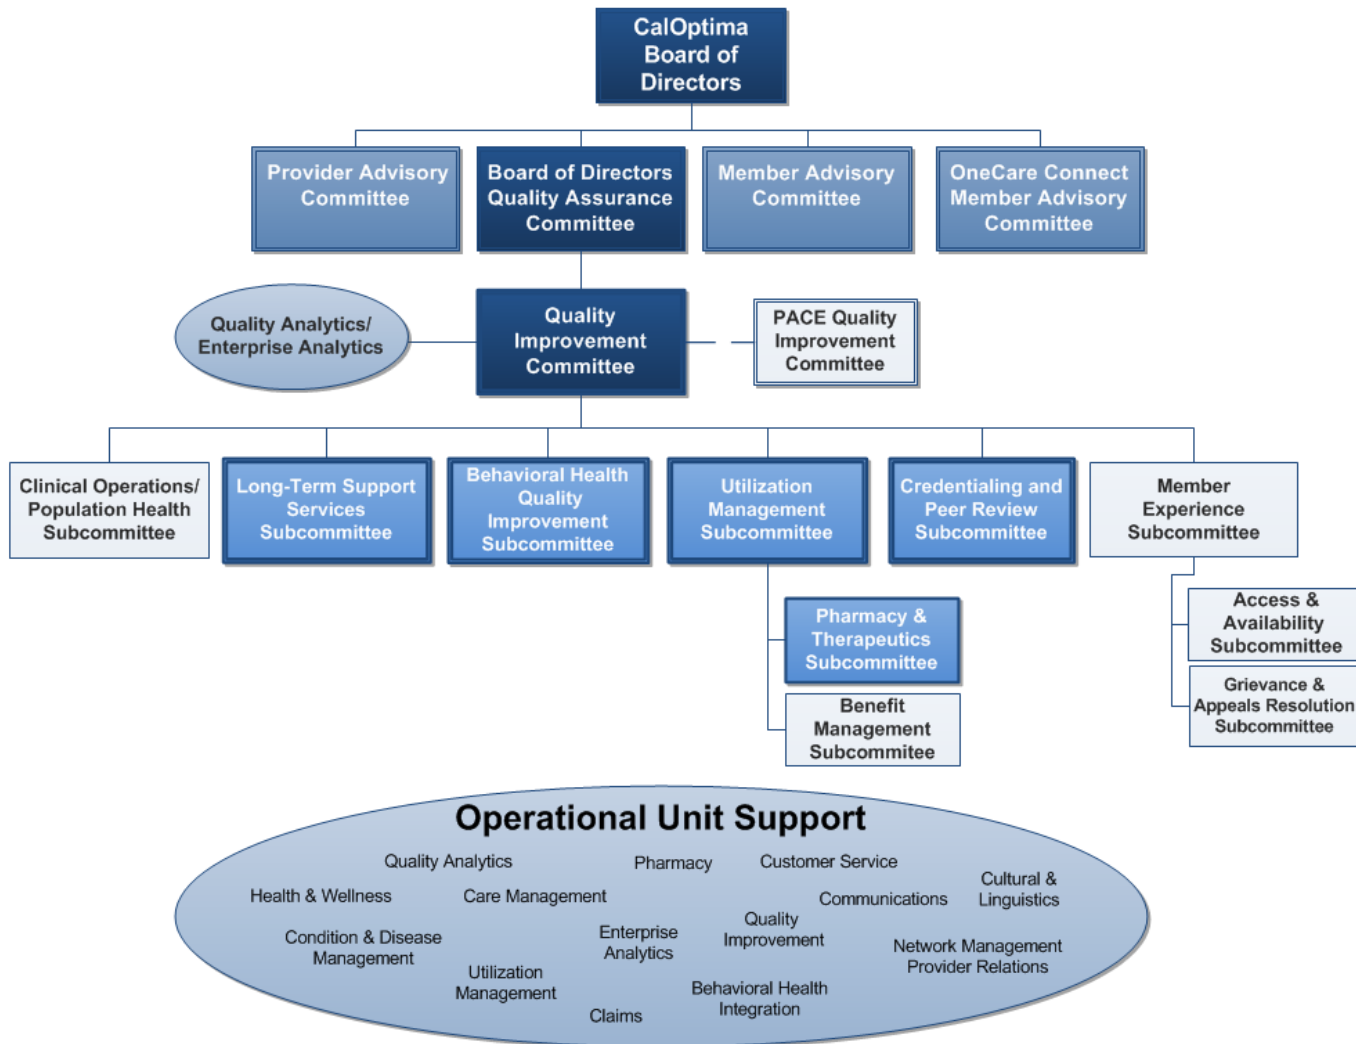 CalOptima
Board of
Directors
Provider Advisory
Committee
Board of Directors
Quality Assurance
Committee
Member Advisory
Committee
OneCare Connect
Member Advisory
Committee
Quality Analytics/
Enterprise Analytics
Quality
Improvement
Committee
PACE Quality
Improvement
Committee
Clinical Operations/
Population Health
Subcommittee
Long-Term Support
Services
Subcommittee
Behavioral Health
Quality
Improvement
Subcommittee
Utilization
Management
Subcommittee
Credentialing and
Peer Review
Subcommittee
Member
Experience
Subcommittee
Pharmacy &
Therapeutics
Subcommittee
Benefit
Management
Subcommitee
Access &
Availability
Subcommittee
Grievance &
Appeals Resolution
Subcommittee
Operational Unit Support
Quality Analytics
Pharmacy
Customer Service
Health & Wellness
Care Management
Communications
Cultural &
Linguistics
Condition & Disease
Management
Enterprise
Analytics
Quality
Improvement
Network Management
Provider Relations
Utilization
Management
Behavioral Health
Integration
Claims